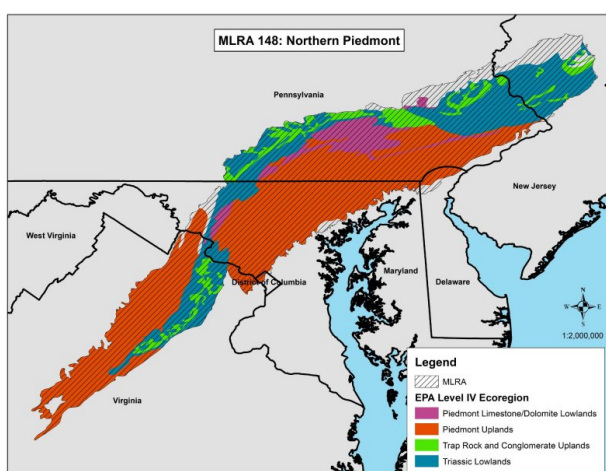 MLRA 148: Northern Piedmont
Pennsylvania
New Jersey
West Virginia
Maryland
Delaware
District of Columbia
Virginia
N
W E
S
1:2,000,000
Legend
MLRA
EPA Level IV Ecoregion
Piedmont Limestone/Dolomite Lowlands
Piedmont Uplands
Trap Rock and Conglomerate Uplands
Triassic Lowlands